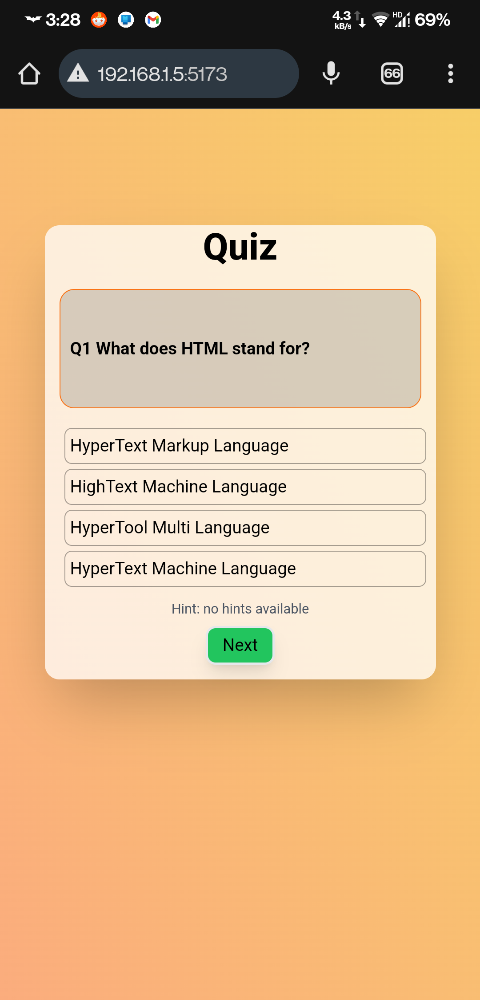 3:28 4.3 kB/s HD 69%
192.168.1.5:5173 66
Quiz
Q1 What does HTML stand for?
HyperText Markup Language
HighText Machine Language
HyperTool Multi Language
HyperText Machine Language
Hint: no hints available
Next